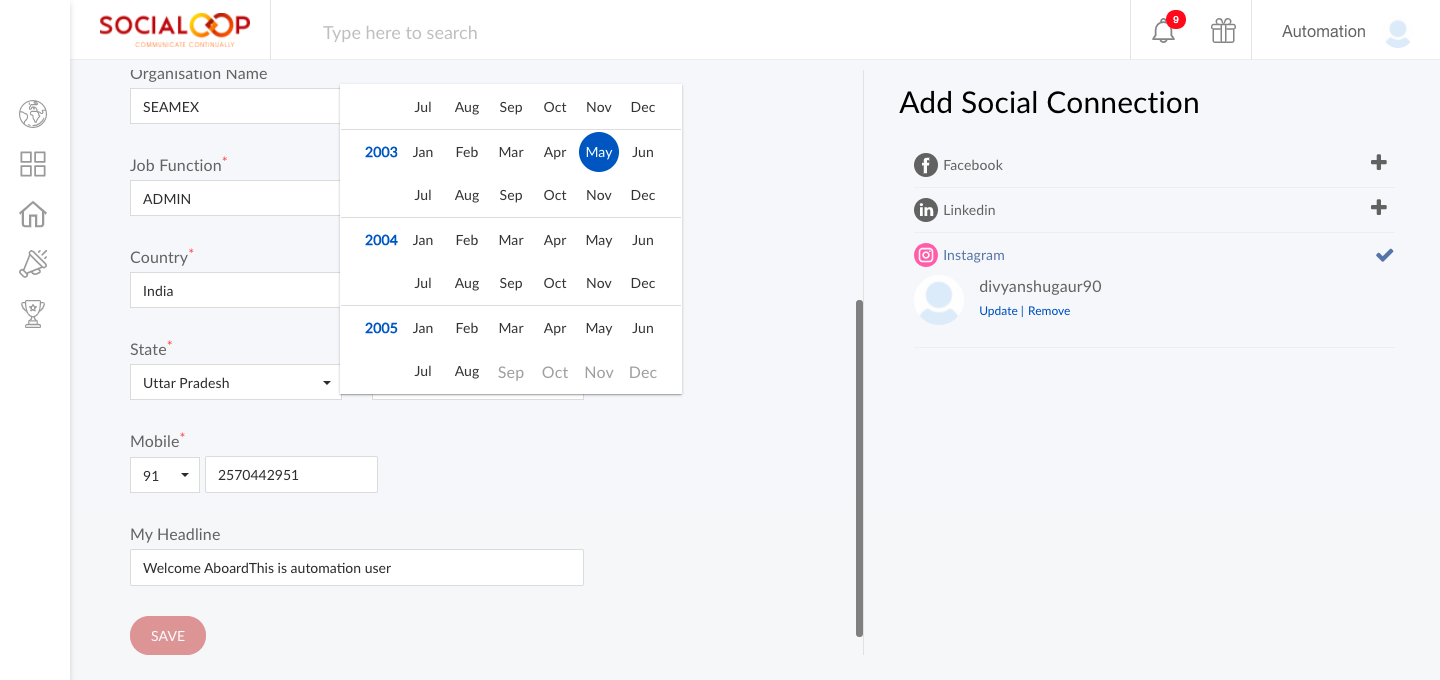 SOCIALOOP
COMMUNICATE CONTINUALLY
Type here to search
9
Automation
Organisation Name
SEAMEX
Job Function*
ADMIN
Country*
India
State*
Uttar Pradesh
Jul Aug Sep Oct Nov Dec
2003 Jan Feb Mar Apr May Jun
Jul Aug Sep Oct Nov Dec
2004 Jan Feb Mar Apr May Jun
Jul Aug Sep Oct Nov Dec
2005 Jan Feb Mar Apr May Jun
Jul Aug Sep Oct Nov Dec
Mobile*
91 2570442951
My Headline
Welcome AboardThis is automation user
SAVE
Add Social Connection
Facebook
Linkedin
Instagram
divyanshugaur90
Update | Remove